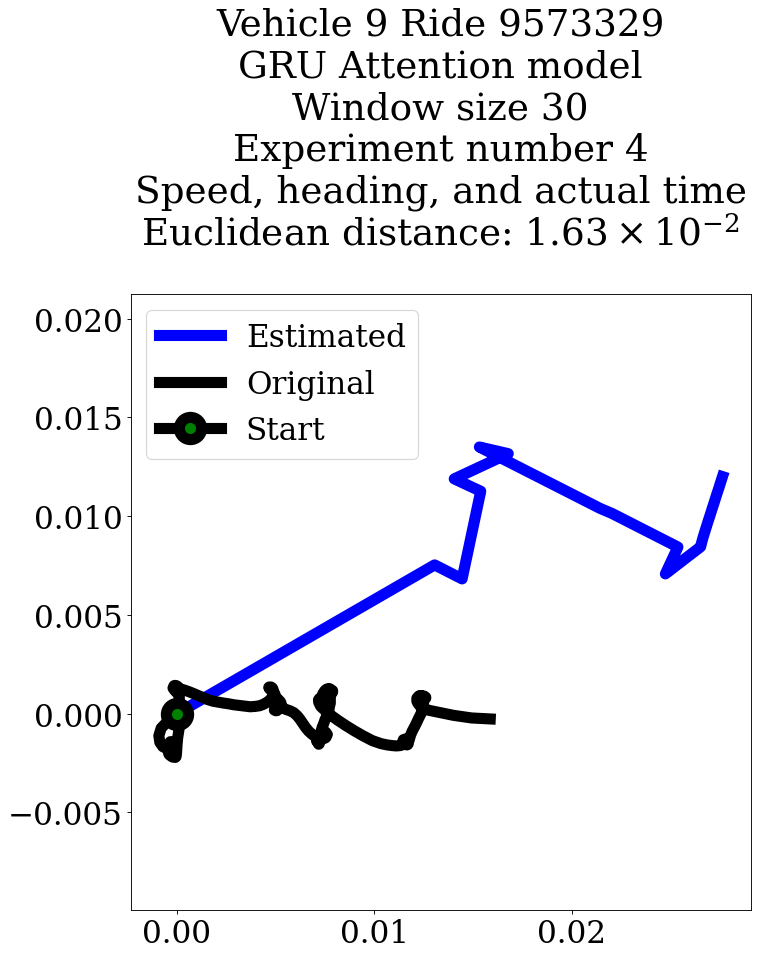 Vehicle 9 Ride 9573329
GRU Attention model
Window size 30
Experiment number 4
Speed, heading, and actual time
Euclidean distance: 1.63 × 10⁻²
Estimated
Original
Start
0.020
0.015
0.010
0.005
0.000
−0.005
0.00 0.01 0.02